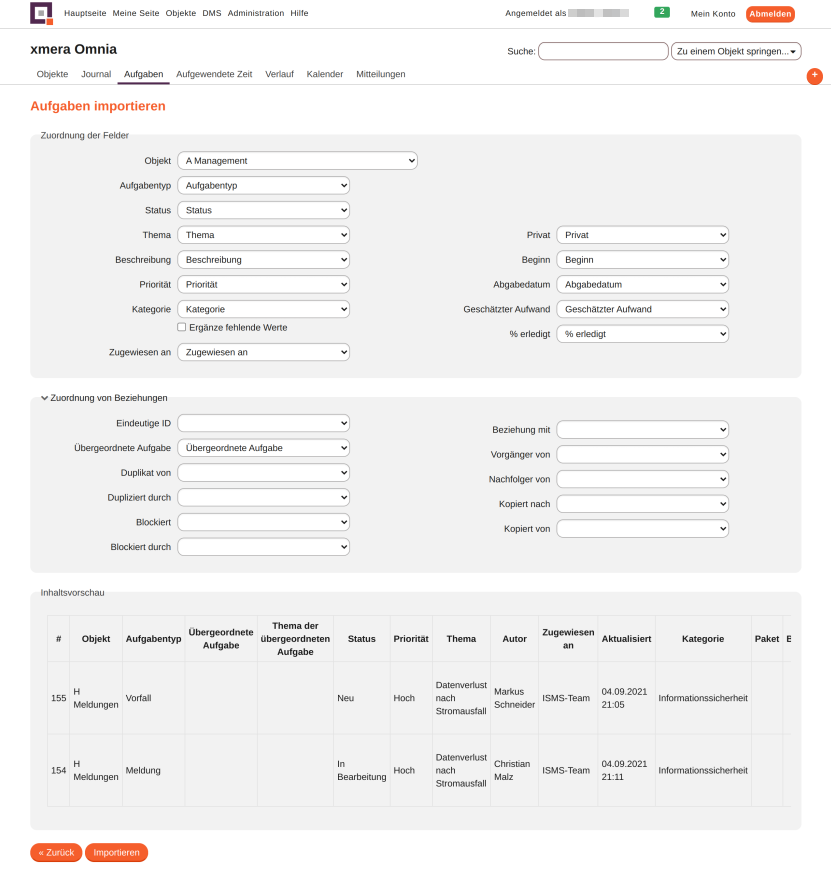 Hauptseite Meine Seite Objekte DMS Administration Hilfe
Angemeldet als
2
Mein Konto
Abmelden
xmera Omnia
Suche:
Zu einem Objekt springen...
Objekte Journal Aufgaben Aufgewendete Zeit Verlauf Kalender Mitteilungen
+
Aufgaben importieren
Zuordnung der Felder
Objekt A Management
Aufgabentyp Aufgabentyp
Status Status
Thema Thema
Beschreibung Beschreibung
Priorität Priorität
Kategorie Kategorie
Ergänze fehlende Werte
Zugewiesen an Zugewiesen an
Privat Privat
Beginn Beginn
Abgabedatum Abgabedatum
Geschätzter Aufwand Geschätzter Aufwand
% erledigt % erledigt
Zuordnung von Beziehungen
Eindeutige ID
Übergeordnete Aufgabe Übergeordnete Aufgabe
Duplikat von
Dupliziert durch
Blockiert
Blockiert durch
Beziehung mit
Vorgänger von
Nachfolger von
Kopiert nach
Kopiert von
Inhaltsvorschau
#
Objekt
Aufgabentyp
Übergeordnete
Aufgabe
Thema der
übergeordneten
Aufgabe
Status
Priorität
Thema
Autor
Zugewiesen
an
Aktualisiert
Kategorie
Paket
155
H
Meldungen
Vorfall
Neu
Hoch
Datenverlust
nach
Stromausfall
Markus
Schneider
ISMS-Team
04.09.2021
21:05
Informationssicherheit
154
H
Meldungen
Meldung
In
Bearbeitung
Hoch
Datenverlust
nach
Stromausfall
Christian
Malz
ISMS-Team
04.09.2021
21:11
Informationssicherheit
« Zurück
Importieren